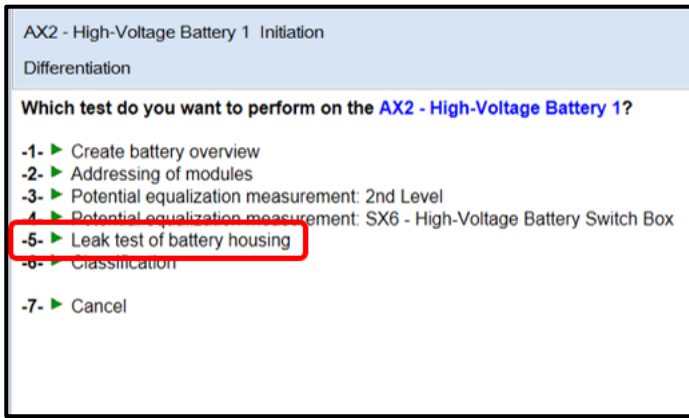 AX2 - High-Voltage Battery 1 Initiation
Differentiation
Which test do you want to perform on the AX2 - High-Voltage Battery 1?
-1- Create battery overview
-2- Addressing of modules
-3- Potential equalization measurement: 2nd Level
-4- Potential equalization measurement: SX6 - High-Voltage Battery Switch Box
-5- Leak test of battery housing
-6- Classification
-7- Cancel